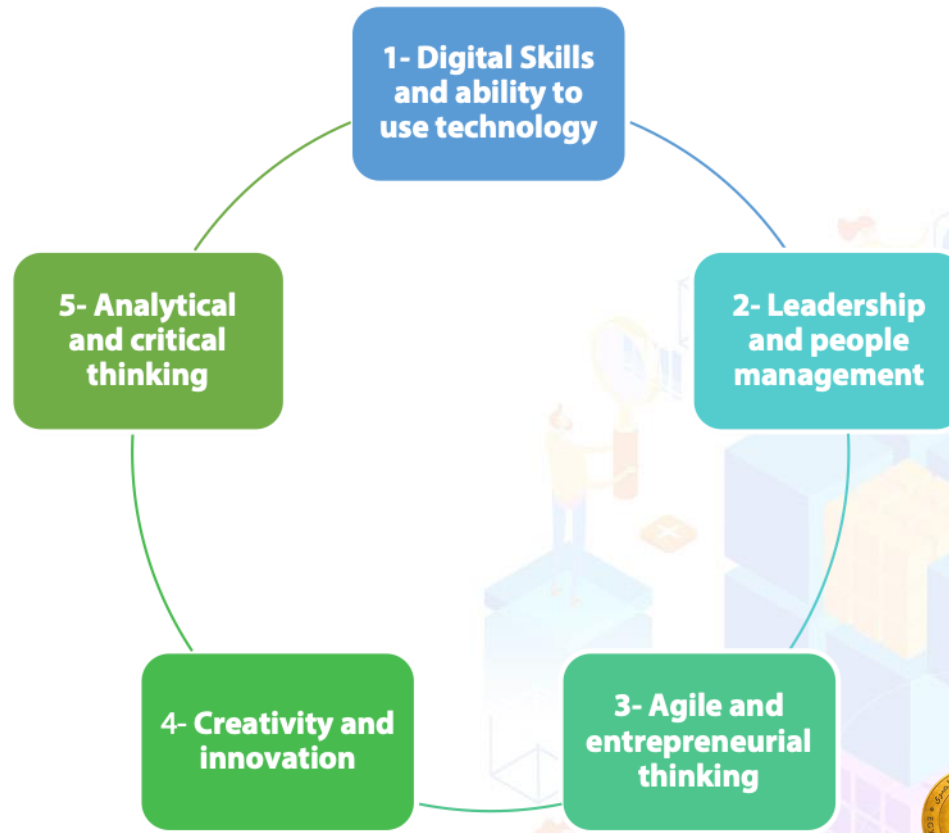 1- Digital Skills
and ability to
use technology
2- Leadership
and people
management
3- Agile and
entrepreneurial
thinking
4- Creativity and
innovation
5- Analytical
and critical
thinking